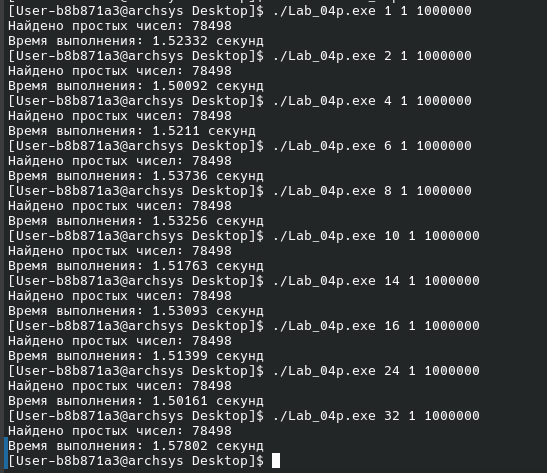 [User-b8b871a3@archsys Desktop]$ ./Lab_04p.exe 1 1 1000000
Найдено простых чисел: 78498
Время выполнения: 1.52332 секунд
[User-b8b871a3@archsys Desktop]$ ./Lab_04p.exe 2 1 1000000
Найдено простых чисел: 78498
Время выполнения: 1.50092 секунд
[User-b8b871a3@archsys Desktop]$ ./Lab_04p.exe 4 1 1000000
Найдено простых чисел: 78498
Время выполнения: 1.5211 секунд
[User-b8b871a3@archsys Desktop]$ ./Lab_04p.exe 6 1 1000000
Найдено простых чисел: 78498
Время выполнения: 1.53736 секунд
[User-b8b871a3@archsys Desktop]$ ./Lab_04p.exe 8 1 1000000
Найдено простых чисел: 78498
Время выполнения: 1.53256 секунд
[User-b8b871a3@archsys Desktop]$ ./Lab_04p.exe 10 1 1000000
Найдено простых чисел: 78498
Время выполнения: 1.51763 секунд
[User-b8b871a3@archsys Desktop]$ ./Lab_04p.exe 14 1 1000000
Найдено простых чисел: 78498
Время выполнения: 1.53093 секунд
[User-b8b871a3@archsys Desktop]$ ./Lab_04p.exe 16 1 1000000
Найдено простых чисел: 78498
Время выполнения: 1.51399 секунд
[User-b8b871a3@archsys Desktop]$ ./Lab_04p.exe 24 1 1000000
Найдено простых чисел: 78498
Время выполнения: 1.50161 секунд
[User-b8b871a3@archsys Desktop]$ ./Lab_04p.exe 32 1 1000000
Найдено простых чисел: 78498
Время выполнения: 1.57802 секунд
[User-b8b871a3@archsys Desktop]$